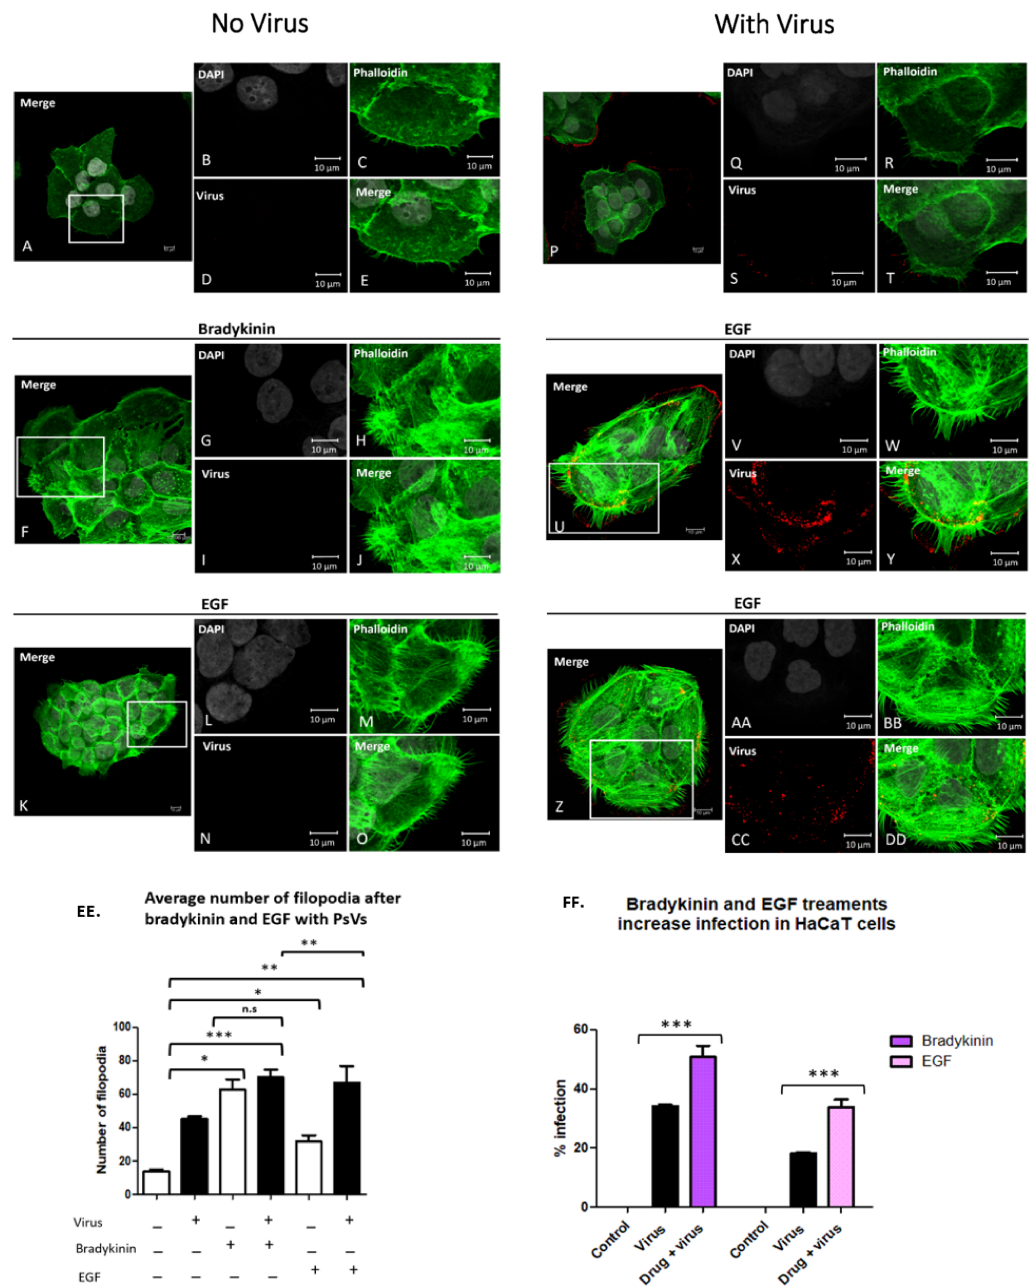 No Virus
With Virus
DAPI
Phalloidin
Merge
B
10 µm
C
10 µm
Virus
Merge
A
D
10 µm
E
10 µm
DAPI
Phalloidin
Q
10 µm
R
10 µm
Virus
Merge
P
S
10 µm
T
10 µm
Bradykinin
DAPI
Phalloidin
Merge
G
10 µm
H
10 µm
Virus
Merge
F
I
10 µm
J
10 µm
EGF
DAPI
Phalloidin
Merge
V
10 µm
W
10 µm
Virus
Merge
U
X
10 µm
Y
10 µm
EGF
DAPI
Phalloidin
Merge
L
10 µm
M
10 µm
Virus
Merge
K
N
10 µm
O
10 µm
EGF
DAPI
Phalloidin
Merge
AA
10 µm
BB
10 µm
Virus
Merge
Z
CC
10 µm
DD
10 µm
EE.
Average number of filopodia after
bradykinin and EGF with PsVs
**
**
*
n.s
***
*
Number of filopodia
100
80
60
40
20
0
Virus _ + _ + _ +
Bradykinin _ _ + + _ _
EGF _ _ _ _ + +
FF.
Bradykinin and EGF treaments
increase infection in HaCaT cells
***
***
% infection
60
40
20
0
Control
Virus
Drug + virus
Control
Virus
Drug + virus
Bradykinin
EGF